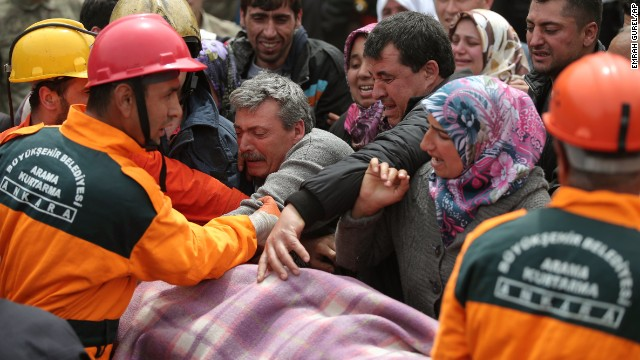 BÜYÜKŞEHİR BELEDİYESİ
ARAMA
KURTARMA
ANKARA
BÜYÜKŞEHİR BELEDİYESİ
ARAMA
KURTARMA
ANKARA
EMRAH GUREL/AP